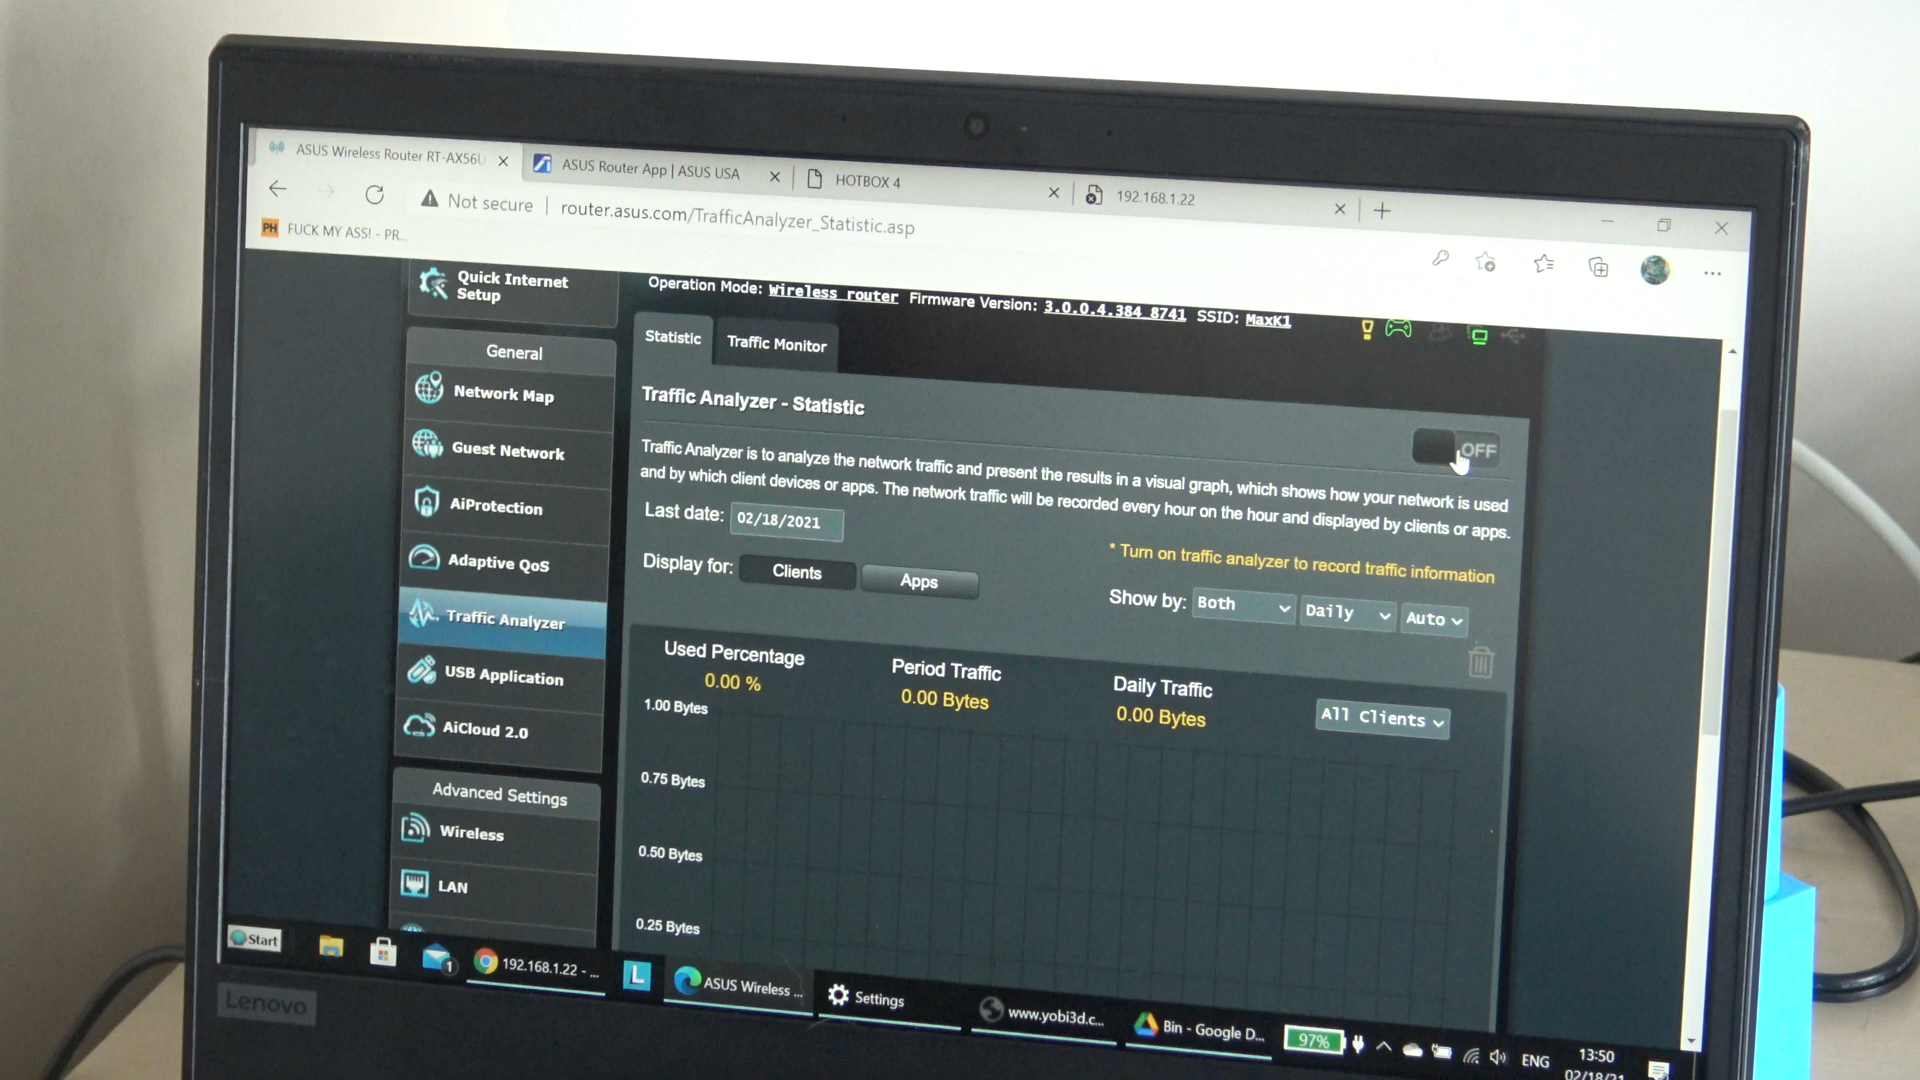 ASUS Wireless Router RT-AX56U
ASUS Router App | ASUS USA
HOTBOX 4
192.168.1.22
Not secure
router.asus.com/TrafficAnalyzer_Statistic.asp
PH FUCK MY ASS! - PR...
Quick Internet
Setup
Operation Mode: Wireless router Firmware Version: 3.0.0.4.384_8741 SSID: MaxK1
General
Network Map
Guest Network
AiProtection
Adaptive QoS
Traffic Analyzer
USB Application
AiCloud 2.0
Advanced Settings
Wireless
LAN
Statistic
Traffic Monitor
Traffic Analyzer - Statistic
OFF
Traffic Analyzer is to analyze the network traffic and present the results in a visual graph, which shows how your network is used
and by which client devices or apps. The network traffic will be recorded every hour on the hour and displayed by clients or apps.
Last date: 02/18/2021
* Turn on traffic analyzer to record traffic information
Display for: Clients Apps
Show by: Both Daily Auto
Used Percentage
0.00 %
Period Traffic
0.00 Bytes
Daily Traffic
0.00 Bytes
All Clients
1.00 Bytes
0.75 Bytes
0.50 Bytes
0.25 Bytes
Start
1
192.168.1.22 - ...
L
ASUS Wireless ...
Settings
www.yobi3d.c...
Bin - Google D...
97%
ENG
13:50
02/18/21
Lenovo